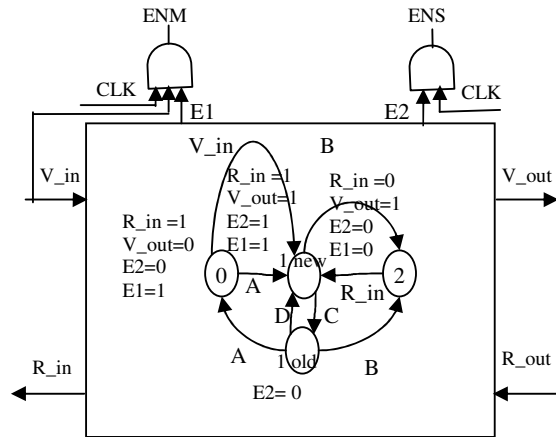 ENM
ENS
CLK
CLK
E1
E2
V_in
B
V_in
V_out
R_in =1
V_out=1
E2=1
E1=1
R_in =0
V_out=1
E2=0
E1=0
R_in =1
V_out=0
E2=0
E1=1
0
A
1 new
2
R_in
D
C
A
1 old
B
E2= 0
R_in
R_out